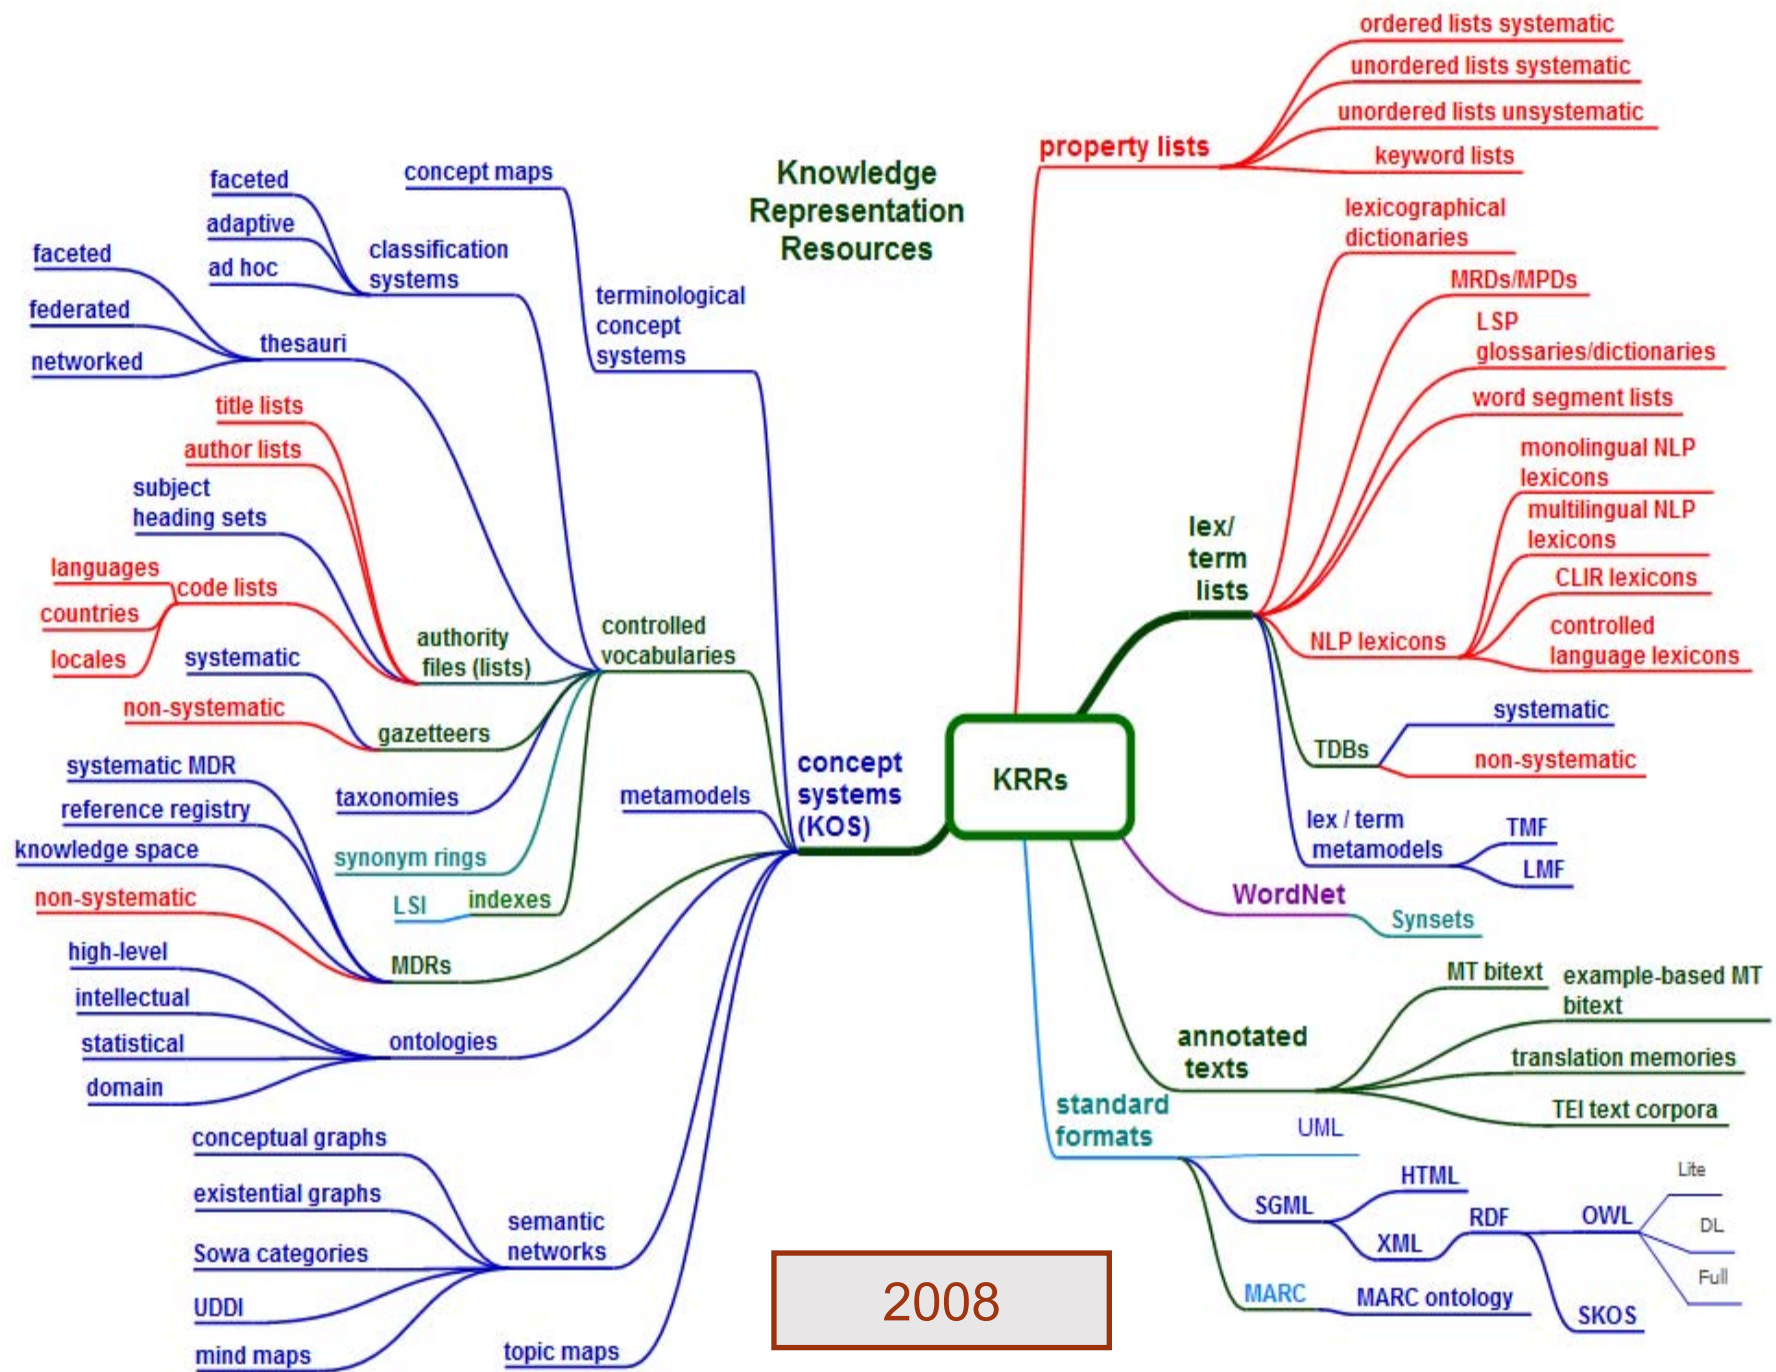 Knowledge
Representation
Resources
KRRs
property lists
ordered lists systematic
unordered lists systematic
unordered lists unsystematic
keyword lists
lex/
term
lists
lexicographical
dictionaries
MRDs/MPDs
LSP
glossaries/dictionaries
word segment lists
NLP lexicons
monolingual NLP
lexicons
multilingual NLP
lexicons
CLIR lexicons
controlled
language lexicons
TDBs
systematic
non-systematic
lex / term
metamodels
TMF
LMF
WordNet
Synsets
annotated
texts
MT bitext
example-based MT
bitext
translation memories
TEI text corpora
standard
formats
UML
SGML
HTML
XML
RDF
OWL
Lite
DL
Full
SKOS
MARC
MARC ontology
concept
systems
(KOS)
terminological
concept
systems
concept maps
controlled
vocabularies
classification
systems
faceted
adaptive
ad hoc
thesauri
faceted
federated
networked
authority
files (lists)
title lists
author lists
subject
heading sets
code lists
languages
countries
locales
gazetteers
systematic
non-systematic
taxonomies
synonym rings
indexes
LSI
metamodels
MDRs
systematic MDR
reference registry
knowledge space
non-systematic
ontologies
high-level
intellectual
statistical
domain
semantic
networks
conceptual graphs
existential graphs
Sowa categories
UDDI
mind maps
topic maps
2008